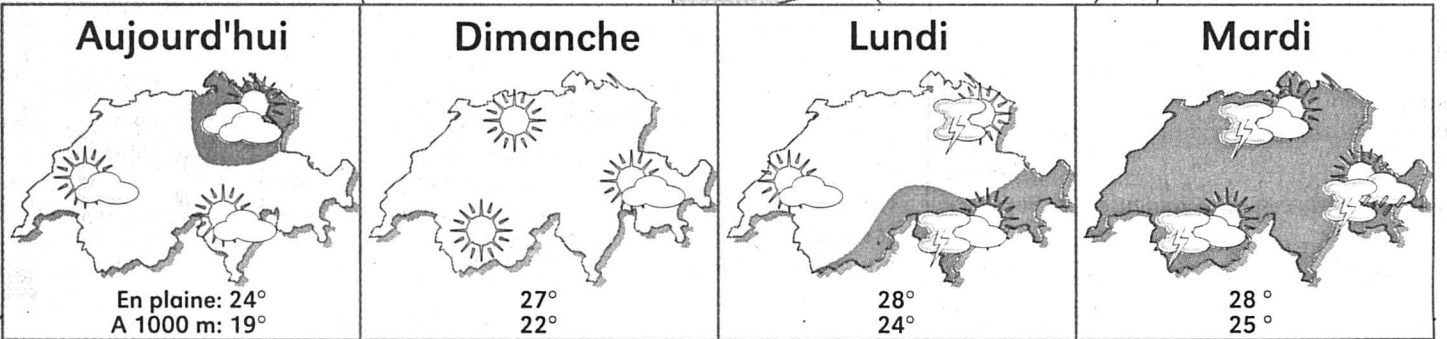 Aujourd'hui
En plaine: 24°
A 1000 m: 19°
Dimanche
27°
22°
Lundi
28°
24°
Mardi
28 °
25 °